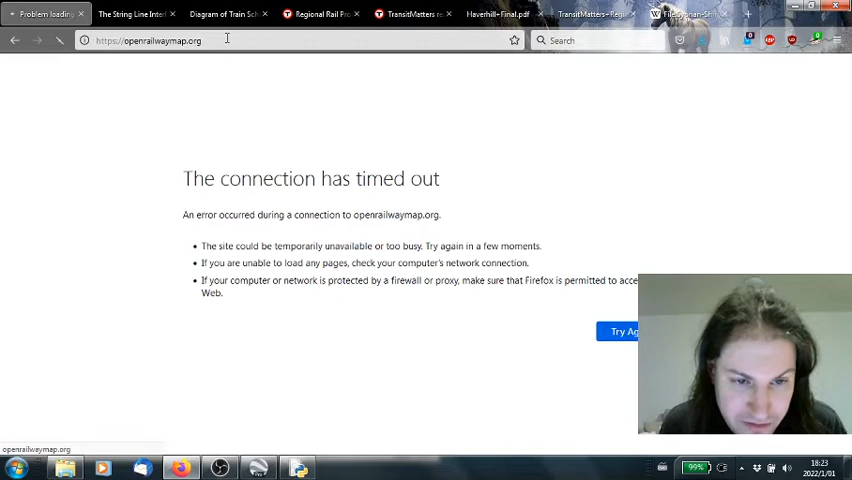 Problem loading
The String Line Inter
Diagram of Train Sch
Regional Rail Pro
TransitMatters re
Haverhill+Final.pdf
TransitMatters+Regi
https://openrailwaymap.org
Search
0
0
The connection has timed out
An error occurred during a connection to openrailwaymap.org.
• The site could be temporarily unavailable or too busy. Try again in a few moments.
• If you are unable to load any pages, check your computer's network connection.
• If your computer or network is protected by a firewall or proxy, make sure that Firefox is permitted to acce
Web.
Try Ag
openrailwaymap.org
99%
18:23
2022/1/01